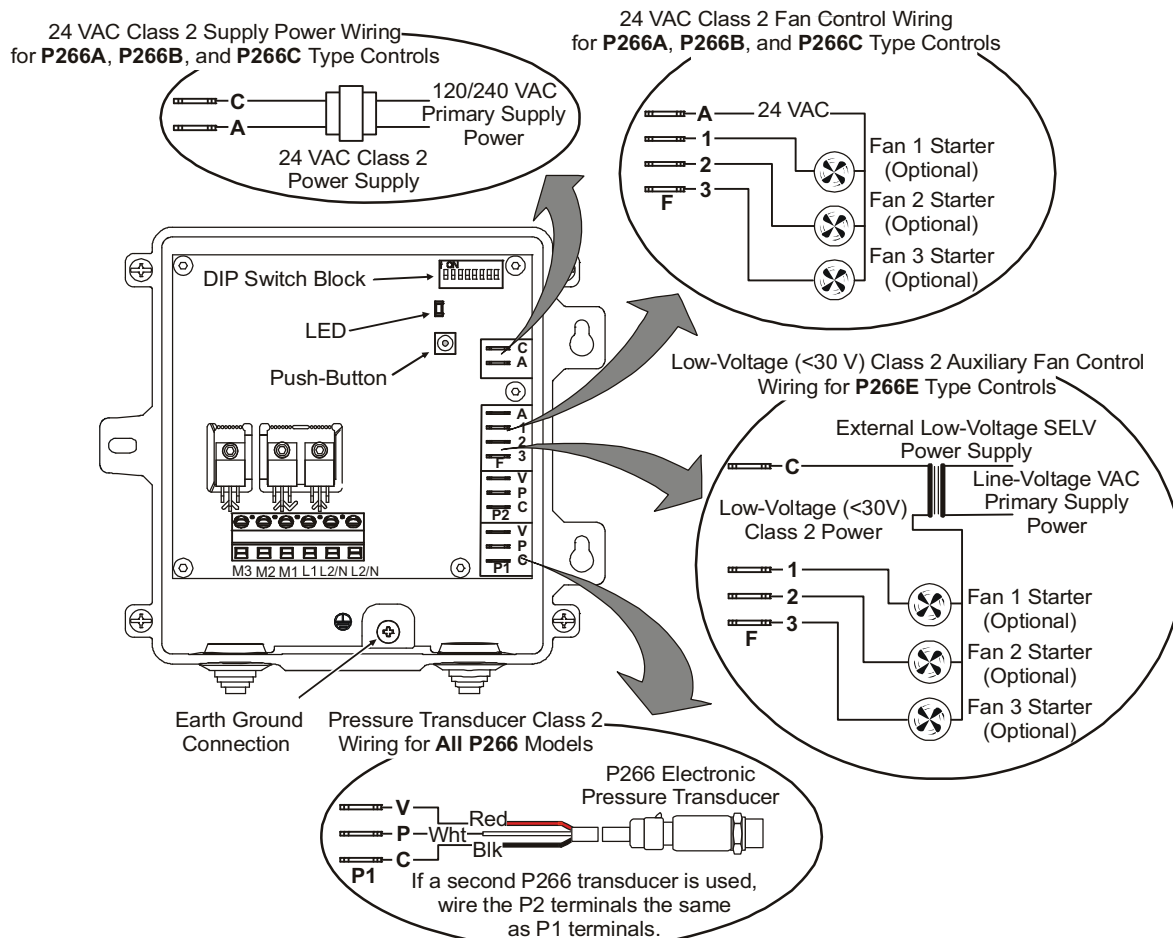 24 VAC Class 2 Supply Power Wiring
for P266A, P266B, and P266C Type Controls
C
A
120/240 VAC
Primary Supply
Power
24 VAC Class 2
Power Supply
24 VAC Class 2 Fan Control Wiring
for P266A, P266B, and P266C Type Controls
A
24 VAC
1
2
3
F
Fan 1 Starter
(Optional)
Fan 2 Starter
(Optional)
Fan 3 Starter
(Optional)
DIP Switch Block
ON
LED
Push-Button
C
A
A
1
2
3
F
V
P
C
P2
V
P
C
P1
M3 M2 M1 L1 L2/N L2/N
Earth Ground
Connection
Low-Voltage (<30 V) Class 2 Auxiliary Fan Control
Wiring for P266E Type Controls
External Low-Voltage SELV
Power Supply
C
Line-Voltage VAC
Primary Supply
Power
Low-Voltage (<30V)
Class 2 Power
1
2
3
F
Fan 1 Starter
(Optional)
Fan 2 Starter
(Optional)
Fan 3 Starter
(Optional)
Pressure Transducer Class 2
Wiring for All P266 Models
P266 Electronic
Pressure Transducer
V
Red
P
Wht
C
Blk
P1
If a second P266 transducer is used,
wire the P2 terminals the same
as P1 terminals.